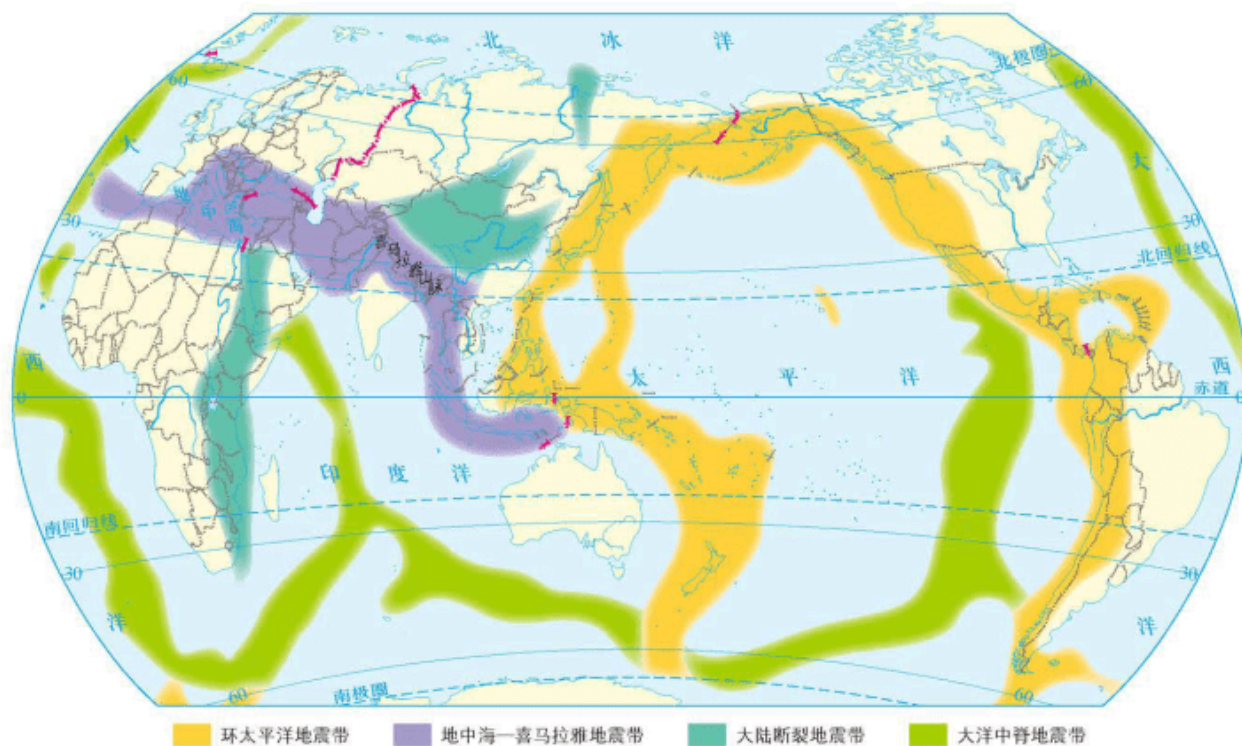 北冰洋
北极圈
60
60
大
大
地中海
喜马拉雅山脉
30
30
北回归线
西
太平洋
西
赤道
0
0
印度洋
南回归线
30
30
洋
洋
60
南极圈
60
环太平洋地震带
地中海—喜马拉雅地震带
大陆断裂地震带
大洋中脊地震带